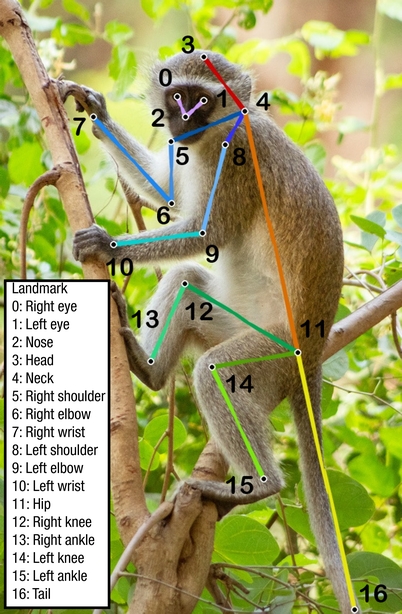 3
0
1
4
2
7
5
8
6
9
10
13
12
11
14
15
16
Landmark
0: Right eye
1: Left eye
2: Nose
3: Head
4: Neck
5: Right shoulder
6: Right elbow
7: Right wrist
8: Left shoulder
9: Left elbow
10: Left wrist
11: Hip
12: Right knee
13: Right ankle
14: Left knee
15: Left ankle
16: Tail